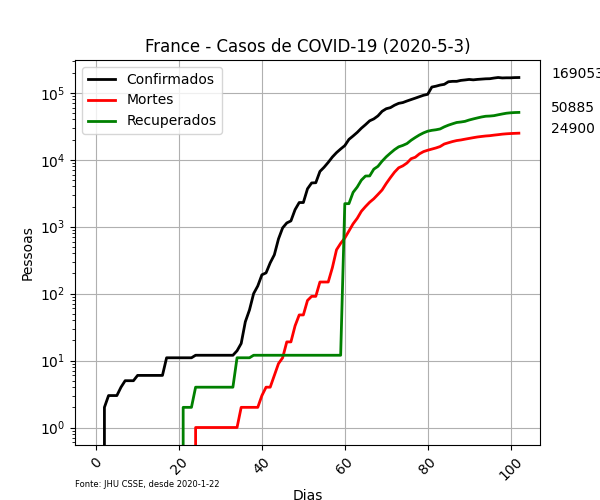 France - Casos de COVID-19 (2020-5-3)
Confirmados
Mortes
Recuperados
169053
50885
24900
10⁵
10⁴
10³
10²
10¹
10⁰
Pessoas
0 20 40 60 80 100
Fonte: JHU CSSE, desde 2020-1-22
Dias